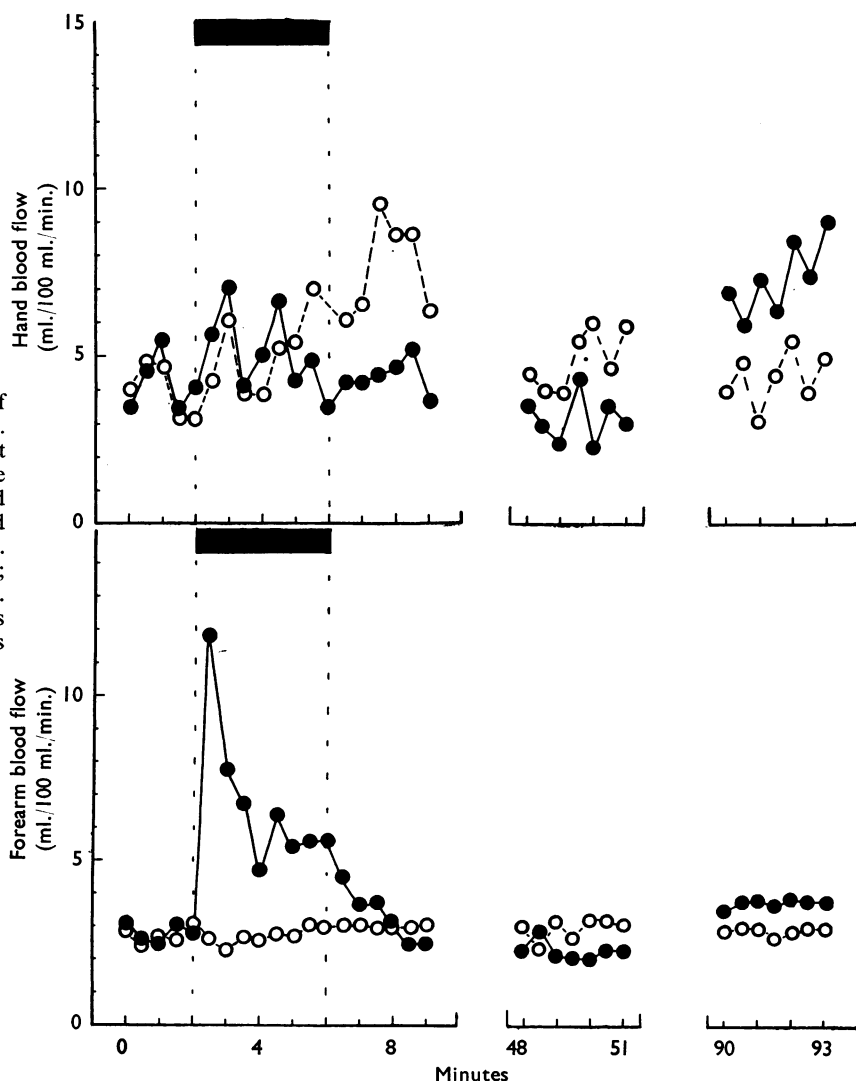 15
Hand blood flow
(ml./100 ml./min.)
10
5
0
f
.
t
e
d
l
.
s
.
s
s
Forearm blood flow
(ml./100 ml./min.)
10
5
0
0 4 8 48 51 90 93
Minutes